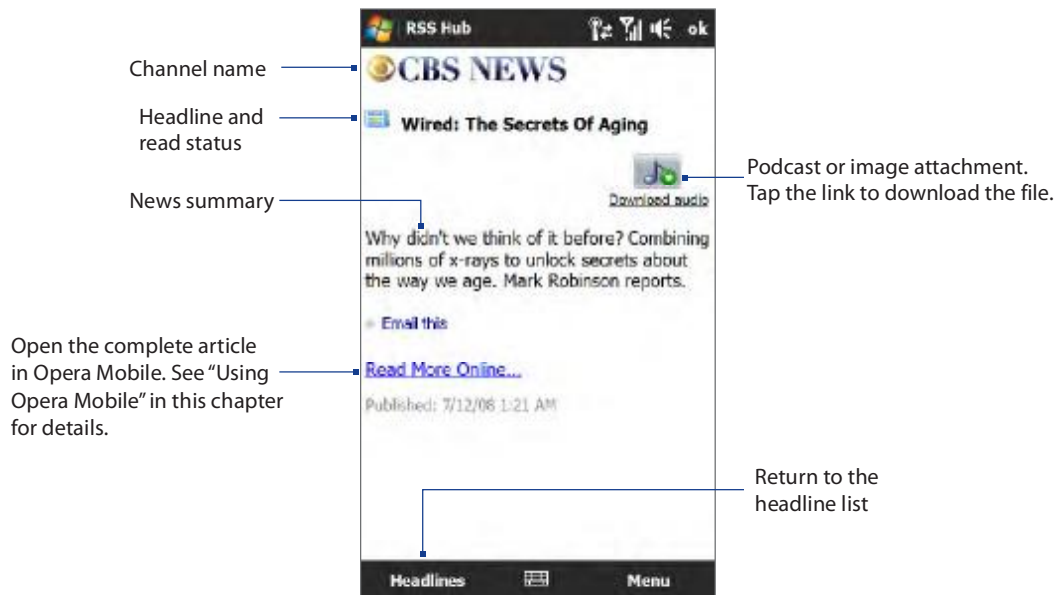 RSS Hub
ok
Channel name
CBS NEWS
Headline and
read status
Wired: The Secrets Of Aging
Podcast or image attachment.
Tap the link to download the file.
Download audio
News summary
Why didn't we think of it before? Combining
millions of x-rays to unlock secrets about
the way we age. Mark Robinson reports.
Email this
Open the complete article
in Opera Mobile. See “Using
Opera Mobile” in this chapter
for details.
Read More Online...
Published: 7/12/08 1:21 AM
Return to the
headline list
Headlines
Menu